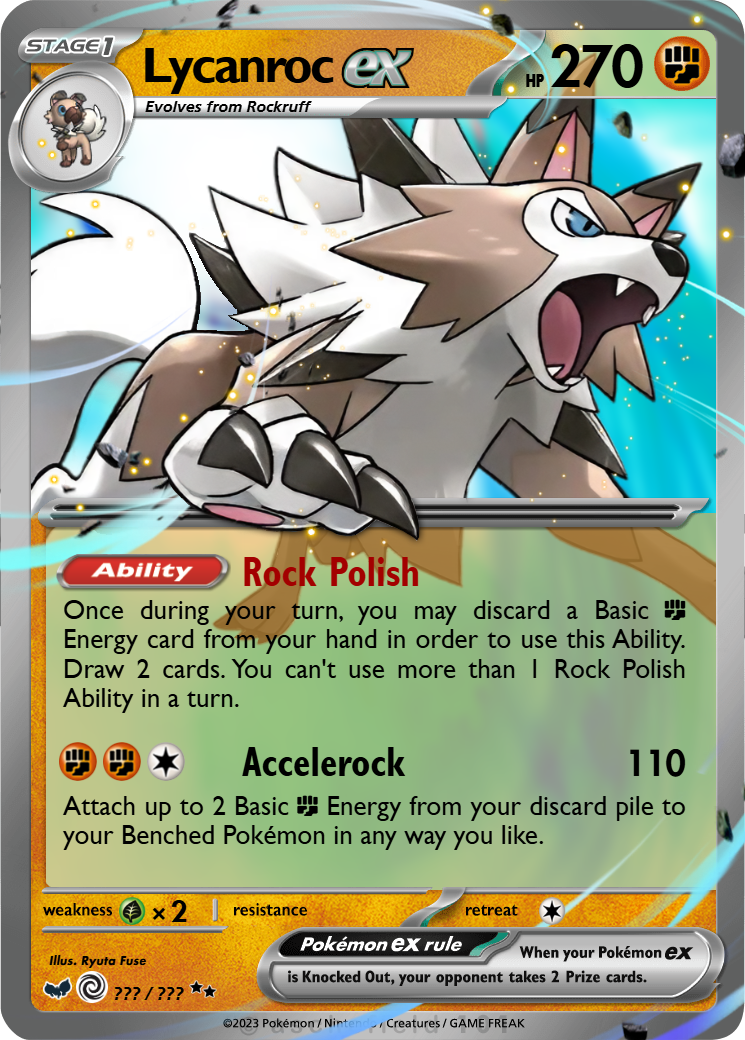 STAGE1
Lycanroc ex HP 270
Evolves from Rockruff
Ability Rock Polish
Once during your turn, you may discard a Basic
Energy card from your hand in order to use this Ability.
Draw 2 cards. You can't use more than 1 Rock Polish
Ability in a turn.
Accelerock 110
Attach up to 2 Basic Energy from your discard pile to
your Benched Pokémon in any way you like.
weakness ×2 resistance retreat
Pokémon ex rule When your Pokémon ex
is Knocked Out, your opponent takes 2 Prize cards.
Illus. Ryuta Fuse
??? / ???
©2023 Pokémon / Nintendo / Creatures / GAME FREAK